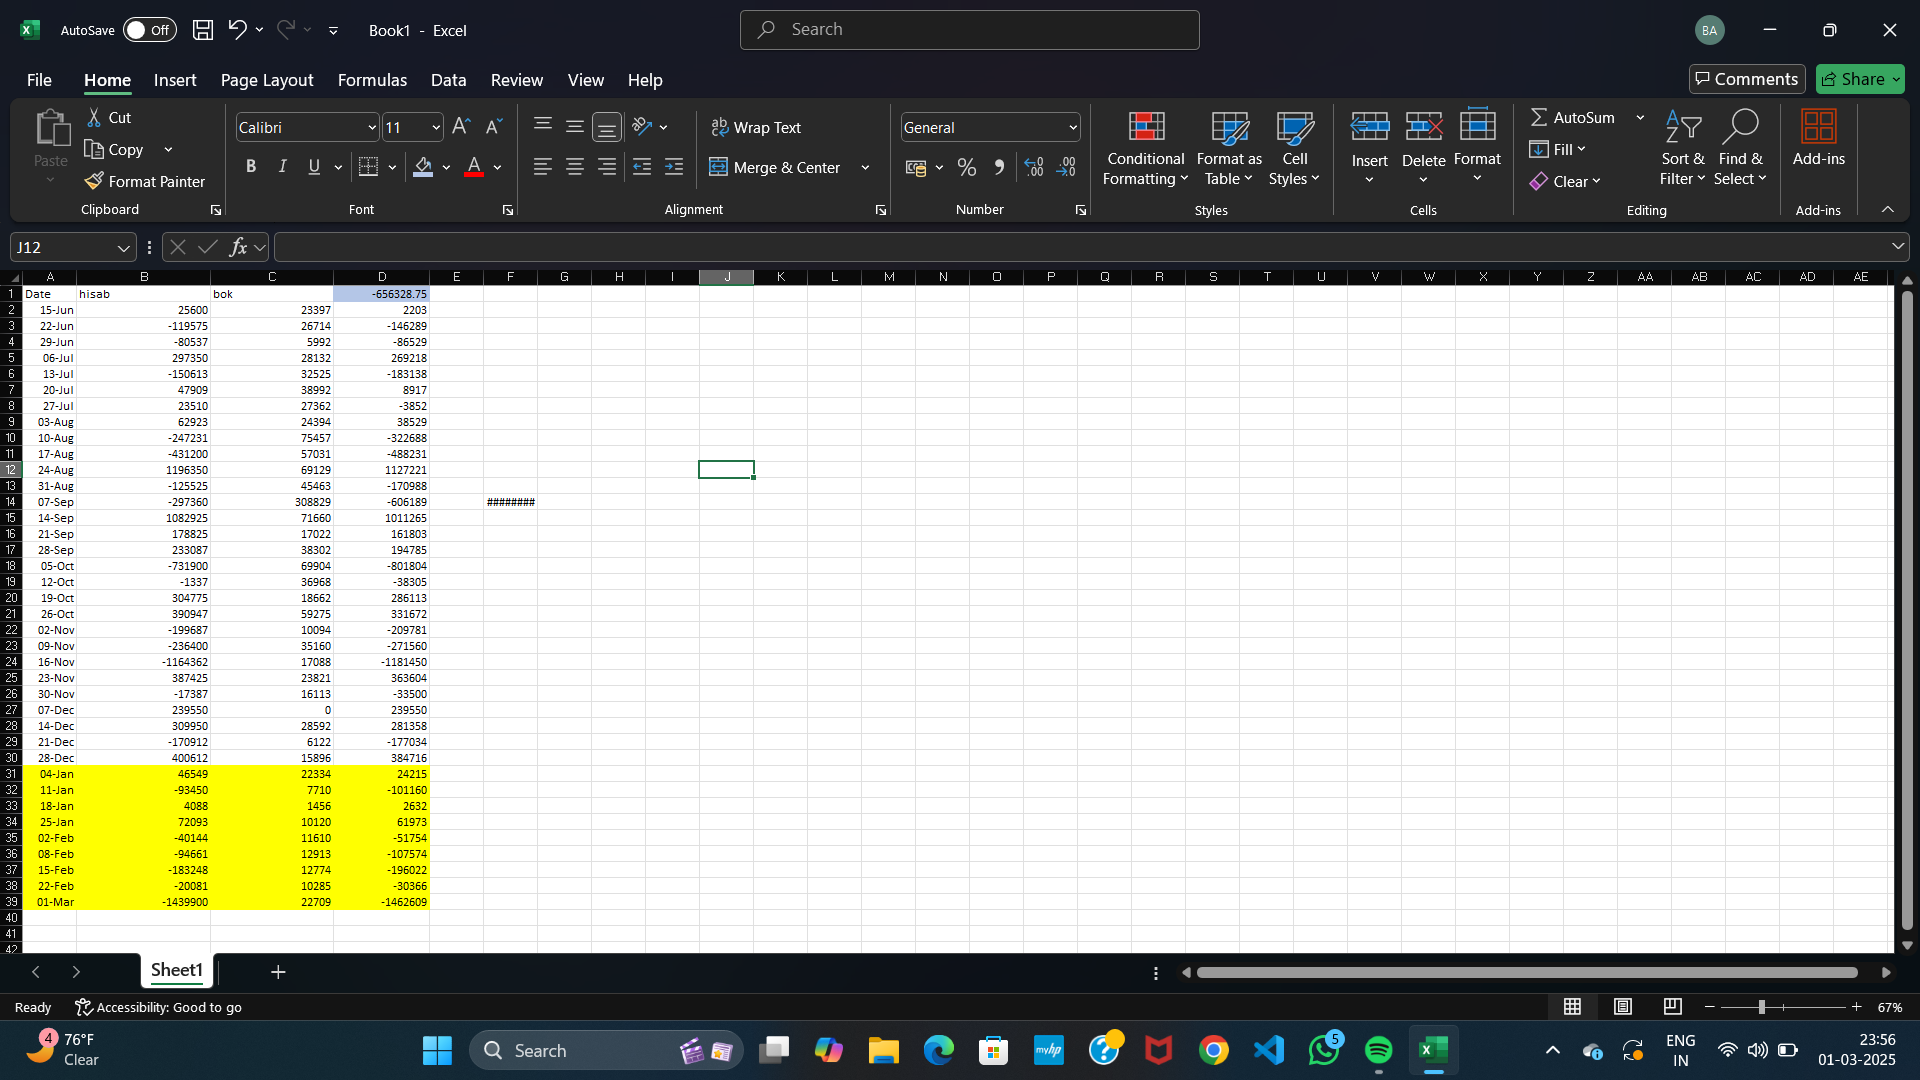 AutoSave Off Book1 - Excel Search BA
File Home Insert Page Layout Formulas Data Review View Help Comments Share
Paste Cut Copy Format Painter Clipboard
Calibri 11 B I U A Font
Wrap Text Merge & Center Alignment
General % Number
Conditional Formatting Format as Table Cell Styles Styles
Insert Delete Format Cells
AutoSum Fill Clear Sort & Filter Find & Select Editing
Add-ins Add-ins
J12 fx
A B C D E F G H I J K L M N O P Q R S T U V W X Y Z AA AB AC AD AE
1 Date hisab bok -656328.75
2 15-Jun 25600 23397 2203
3 22-Jun -119575 26714 -146289
4 29-Jun -80537 5992 -86529
5 06-Jul 297350 28132 269218
6 13-Jul -150613 32525 -183138
7 20-Jul 47909 38992 8917
8 27-Jul 23510 27362 -3852
9 03-Aug 62923 24394 38529
10 10-Aug -247231 75457 -322688
11 17-Aug -431200 57031 -488231
12 24-Aug 1196350 69129 1127221
13 31-Aug -125525 45463 -170988
14 07-Sep -297360 308829 -606189 ########
15 14-Sep 1082925 71660 1011265
16 21-Sep 178825 17022 161803
17 28-Sep 233087 38302 194785
18 05-Oct -731900 69904 -801804
19 12-Oct -1337 36968 -38305
20 19-Oct 304775 18662 286113
21 26-Oct 390947 59275 331672
22 02-Nov -199687 10094 -209781
23 09-Nov -236400 35160 -271560
24 16-Nov -1164362 17088 -1181450
25 23-Nov 387425 23821 363604
26 30-Nov -17387 16113 -33500
27 07-Dec 239550 0 239550
28 14-Dec 309950 28592 281358
29 21-Dec -170912 6122 -177034
30 28-Dec 400612 15896 384716
31 04-Jan 46549 22334 24215
32 11-Jan -93450 7710 -101160
33 18-Jan 4088 1456 2632
34 25-Jan 72093 10120 61973
35 02-Feb -40144 11610 -51754
36 08-Feb -94661 12913 -107574
37 15-Feb -183248 12774 -196022
38 22-Feb -20081 10285 -30366
39 01-Mar -1439900 22709 -1462609
40
41
42
Sheet1
Ready Accessibility: Good to go 67%
4 76°F Clear Search myhp 5 ENG IN 23:56 01-03-2025